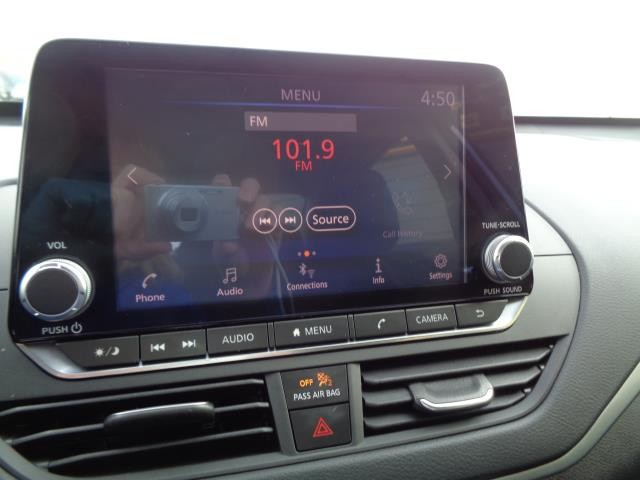 MENU
4:50
FM
101.9
FM
Source
Call History
Phone
Audio
Connections
Info
Settings
VOL
PUSH
TUNE•SCROLL
PUSH SOUND
AUDIO
MENU
CAMERA
OFF
2
PASS AIR BAG